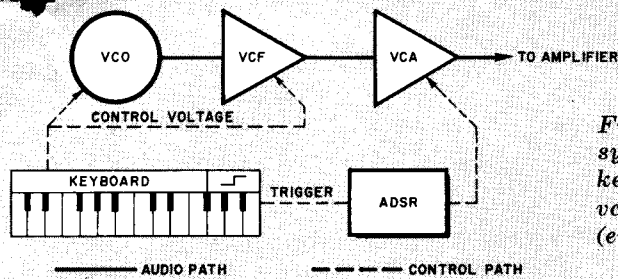 VCO
VCF
VCA
TO AMPLIFIER
CONTROL VOLTAGE
KEYBOARD
TRIGGER
ADSR
AUDIO PATH
CONTROL PATH